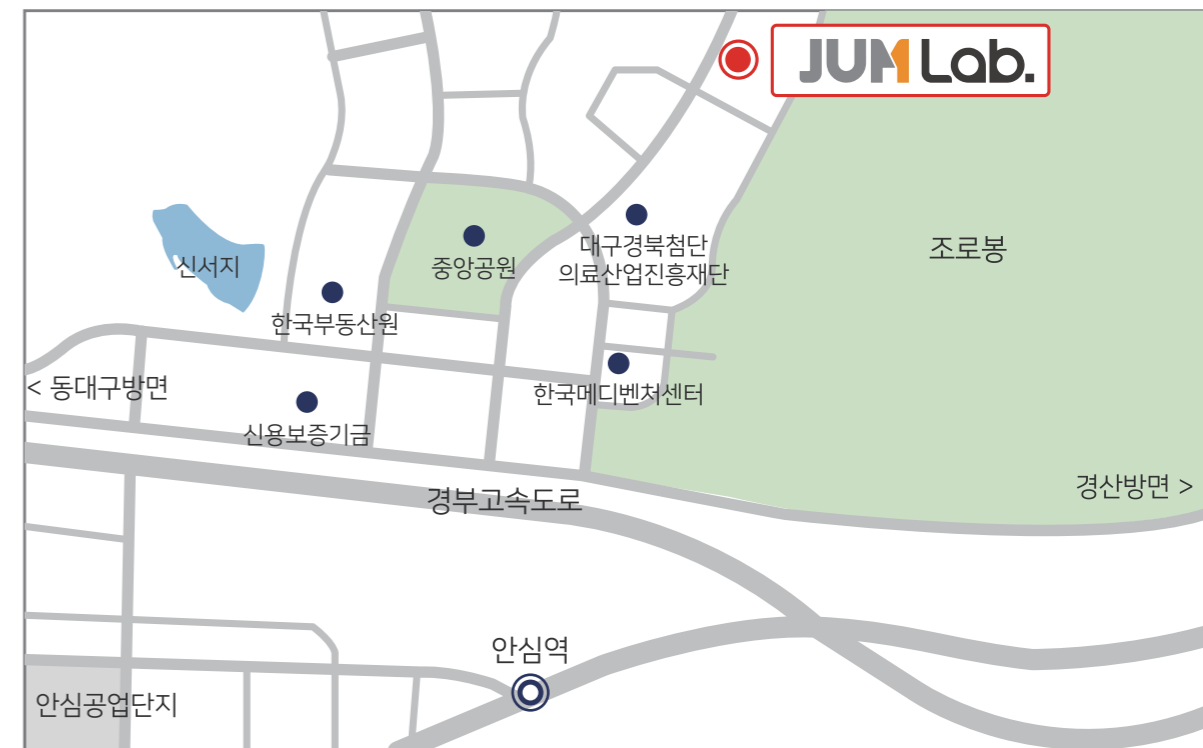 JUM Lab.
대구경북첨단
의료산업진흥재단
조로봉
신서지
중앙공원
한국부동산원
< 동대구방면
한국메디벤처센터
신용보증기금
경부고속도로
경산방면 >
안심역
안심공업단지